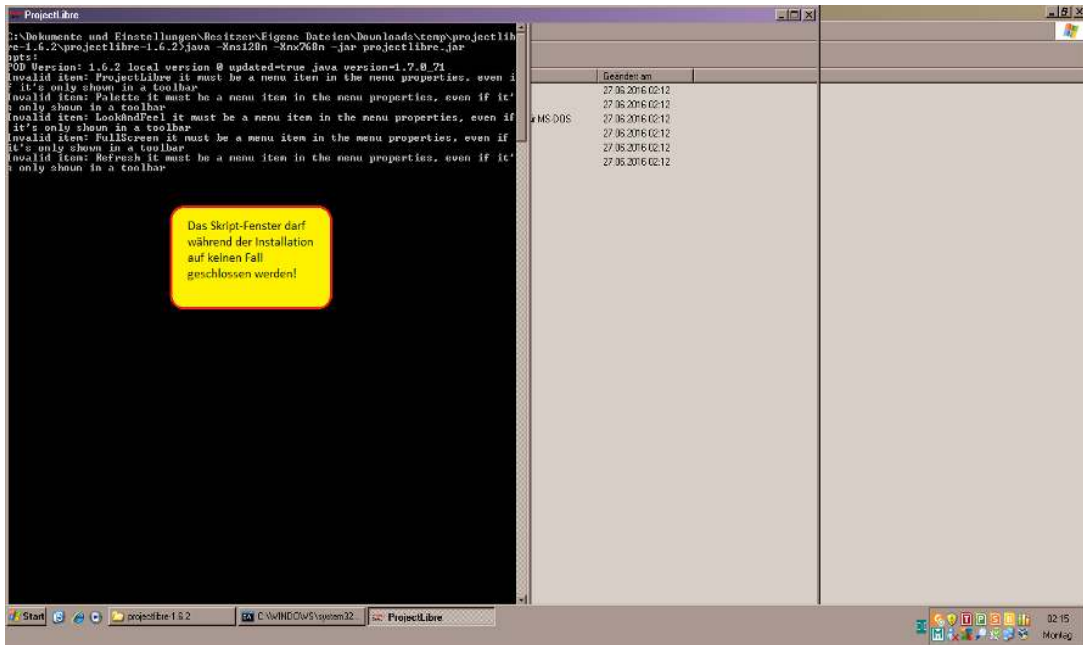 ProjectLibre
C:\Dokumente und Einstellungen\Besitzer\Eigene Dateien\Downloads\temp\projectlib
re-1.6.2\projectlibre-1.6.2>java -Xms128m -Xmx768m -jar projectlibre.jar
opts:
POD Version: 1.6.2 local version 0 updated=true java version=1.7.0_71
Invalid item: ProjectLibre it must be a menu item in the menu properties, even i
f it's only shown in a toolbar
Invalid item: Palette it must be a menu item in the menu properties, even if it'
s only shown in a toolbar
Invalid item: LookAndFeel it must be a menu item in the menu properties, even if
it's only shown in a toolbar
Invalid item: FullScreen it must be a menu item in the menu properties, even if
it's only shown in a toolbar
Invalid item: Refresh it must be a menu item in the menu properties, even if it'
s only shown in a toolbar
Geändert am
27.06.2016 02:12
27.06.2016 02:12
MS-DOS 27.06.2016 02:12
27.06.2016 02:12
27.06.2016 02:12
Das Skript-Fenster darf
während der Installation
auf keinen Fall
geschlossen werden!
Start projectlibre-1.6.2 C:\WINDOWS\system32... ProjectLibre
02:15
Montag